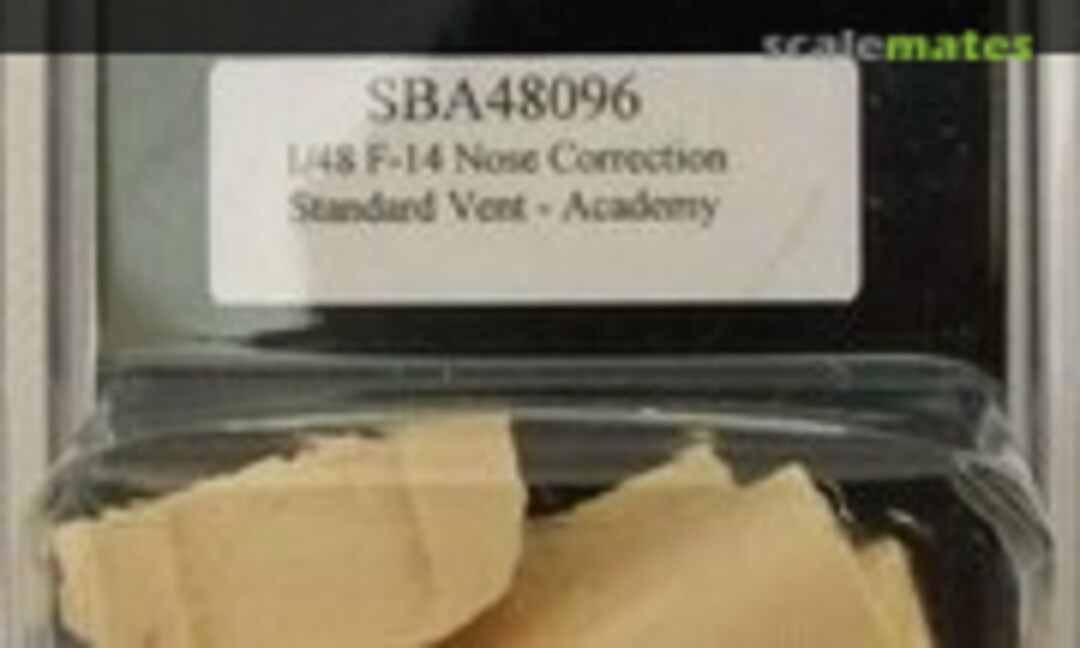 scalemates
SBA48096
1/48 F-14 Nose Correction
Standard Vent - Academy